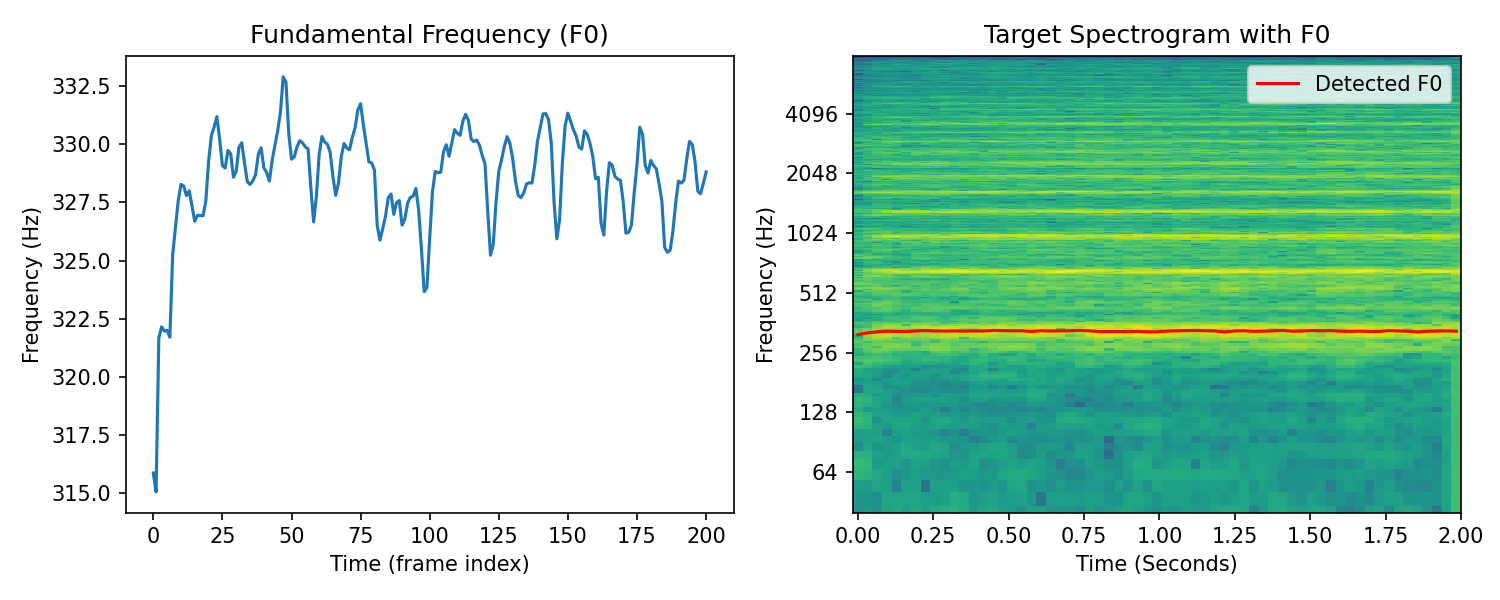 Fundamental Frequency (F0)
Frequency (Hz)
332.5
330.0
327.5
325.0
322.5
320.0
317.5
315.0
0 25 50 75 100 125 150 175 200
Time (frame index)
Target Spectrogram with F0
Detected F0
Frequency (Hz)
4096
2048
1024
512
256
128
64
0.00 0.25 0.50 0.75 1.00 1.25 1.50 1.75 2.00
Time (Seconds)